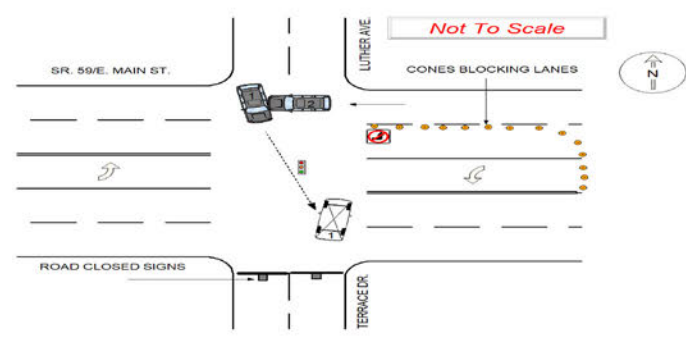 Not To Scale
LUTHER AVE.
SR. 59/E. MAIN ST.
CONES BLOCKING LANES
N
1
2
1
ROAD CLOSED SIGNS
TERRACE DR.